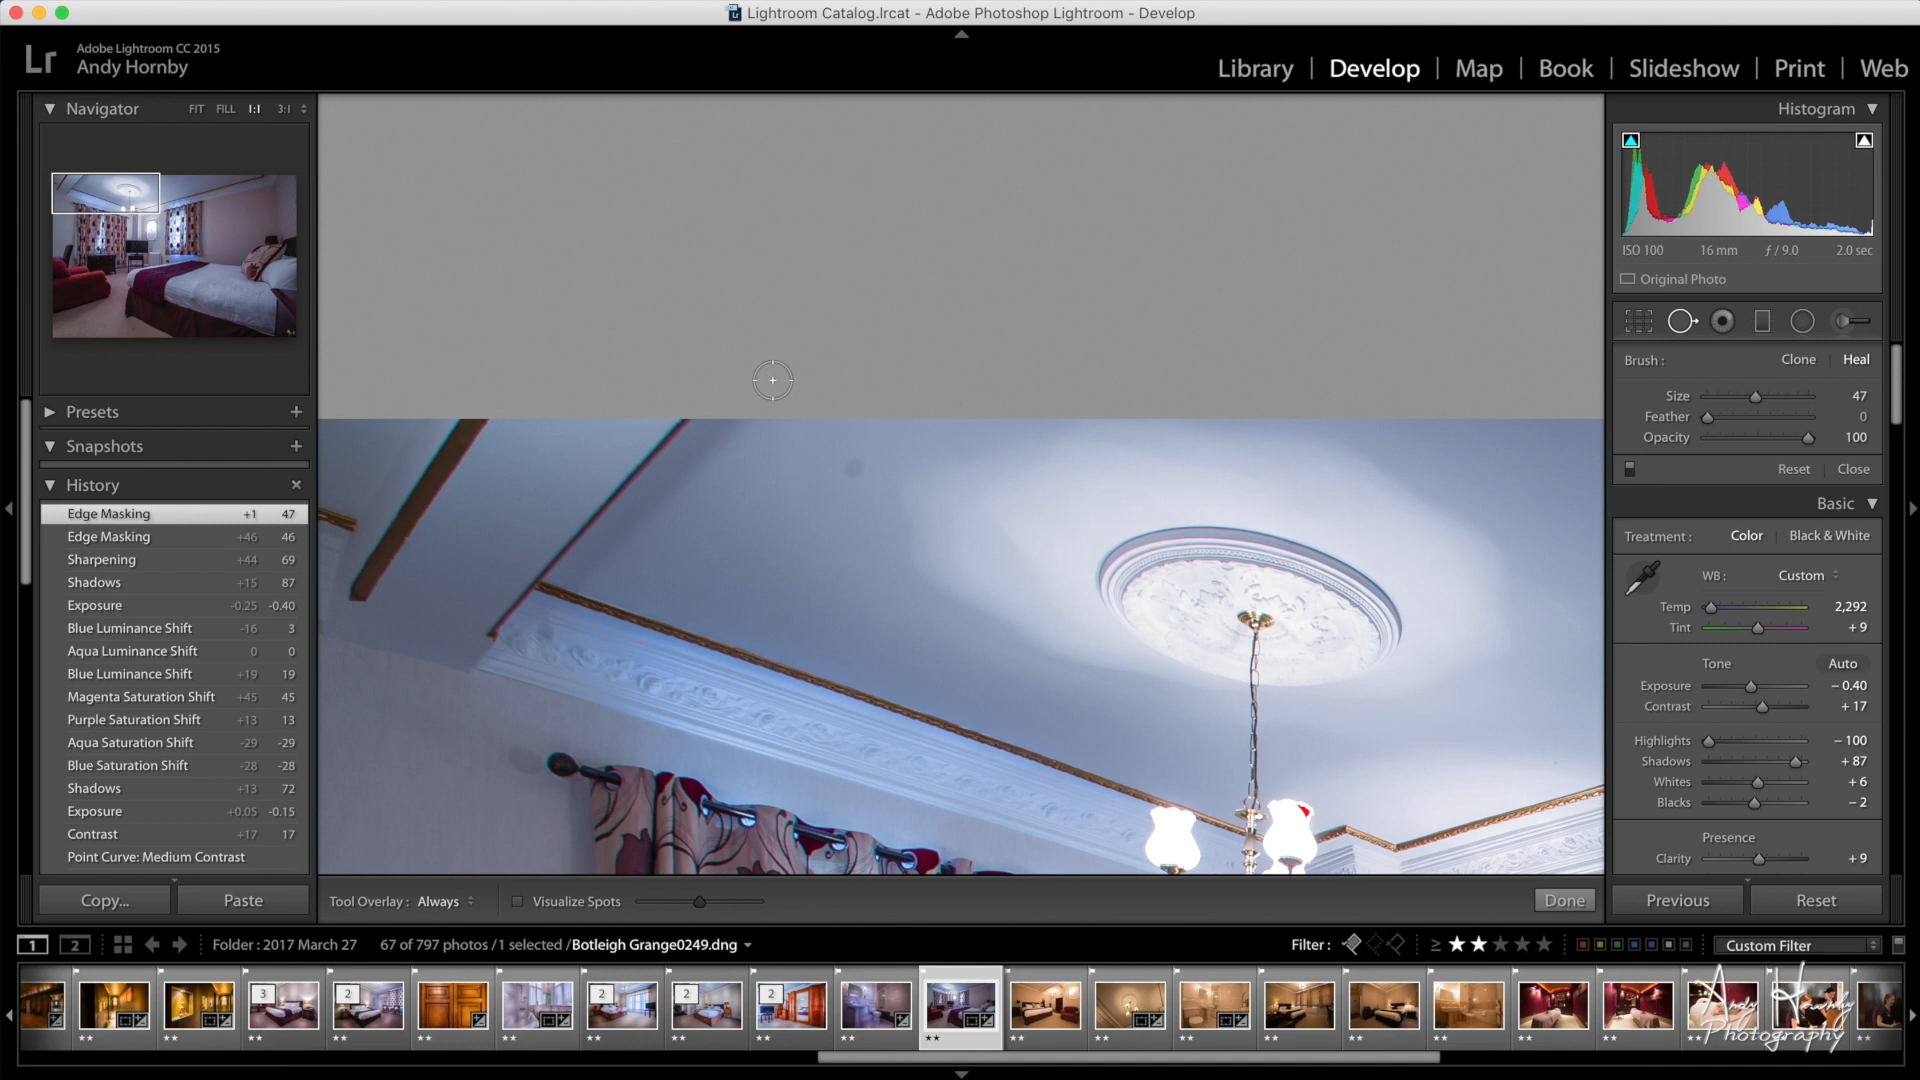 Lightroom Catalog.lrcat - Adobe Photoshop Lightroom - Develop
Lr
Adobe Lightroom CC 2015
Andy Hornby
Library | Develop | Map | Book | Slideshow | Print | Web
Navigator FIT FILL 1:1 3:1
Presets +
Snapshots +
History ×
Edge Masking +1 47
Edge Masking +46 46
Sharpening +44 69
Shadows +15 87
Exposure -0.25 -0.40
Blue Luminance Shift -16 3
Aqua Luminance Shift 0 0
Blue Luminance Shift +19 19
Magenta Saturation Shift +45 45
Purple Saturation Shift +13 13
Aqua Saturation Shift -29 -29
Blue Saturation Shift -28 -28
Shadows +13 72
Exposure +0.05 -0.15
Contrast +17 17
Point Curve: Medium Contrast
Copy... Paste
Tool Overlay : Always Visualize Spots Done
Histogram
ISO 100 16 mm ƒ / 9.0 2.0 sec
Original Photo
Brush : Clone | Heal
Size 47
Feather 0
Opacity 100
Reset | Close
Basic
Treatment : Color | Black & White
WB : Custom
Temp 2,292
Tint + 9
Tone Auto
Exposure – 0.40
Contrast + 17
Highlights – 100
Shadows + 87
Whites + 6
Blacks – 2
Presence
Clarity + 9
Previous Reset
1 2 Folder : 2017 March 27 67 of 797 photos / 1 selected / Botleigh Grange0249.dng Filter : ≥ ★★★★★ Custom Filter
3 2 2 2 2
Andy Hornby
Photography